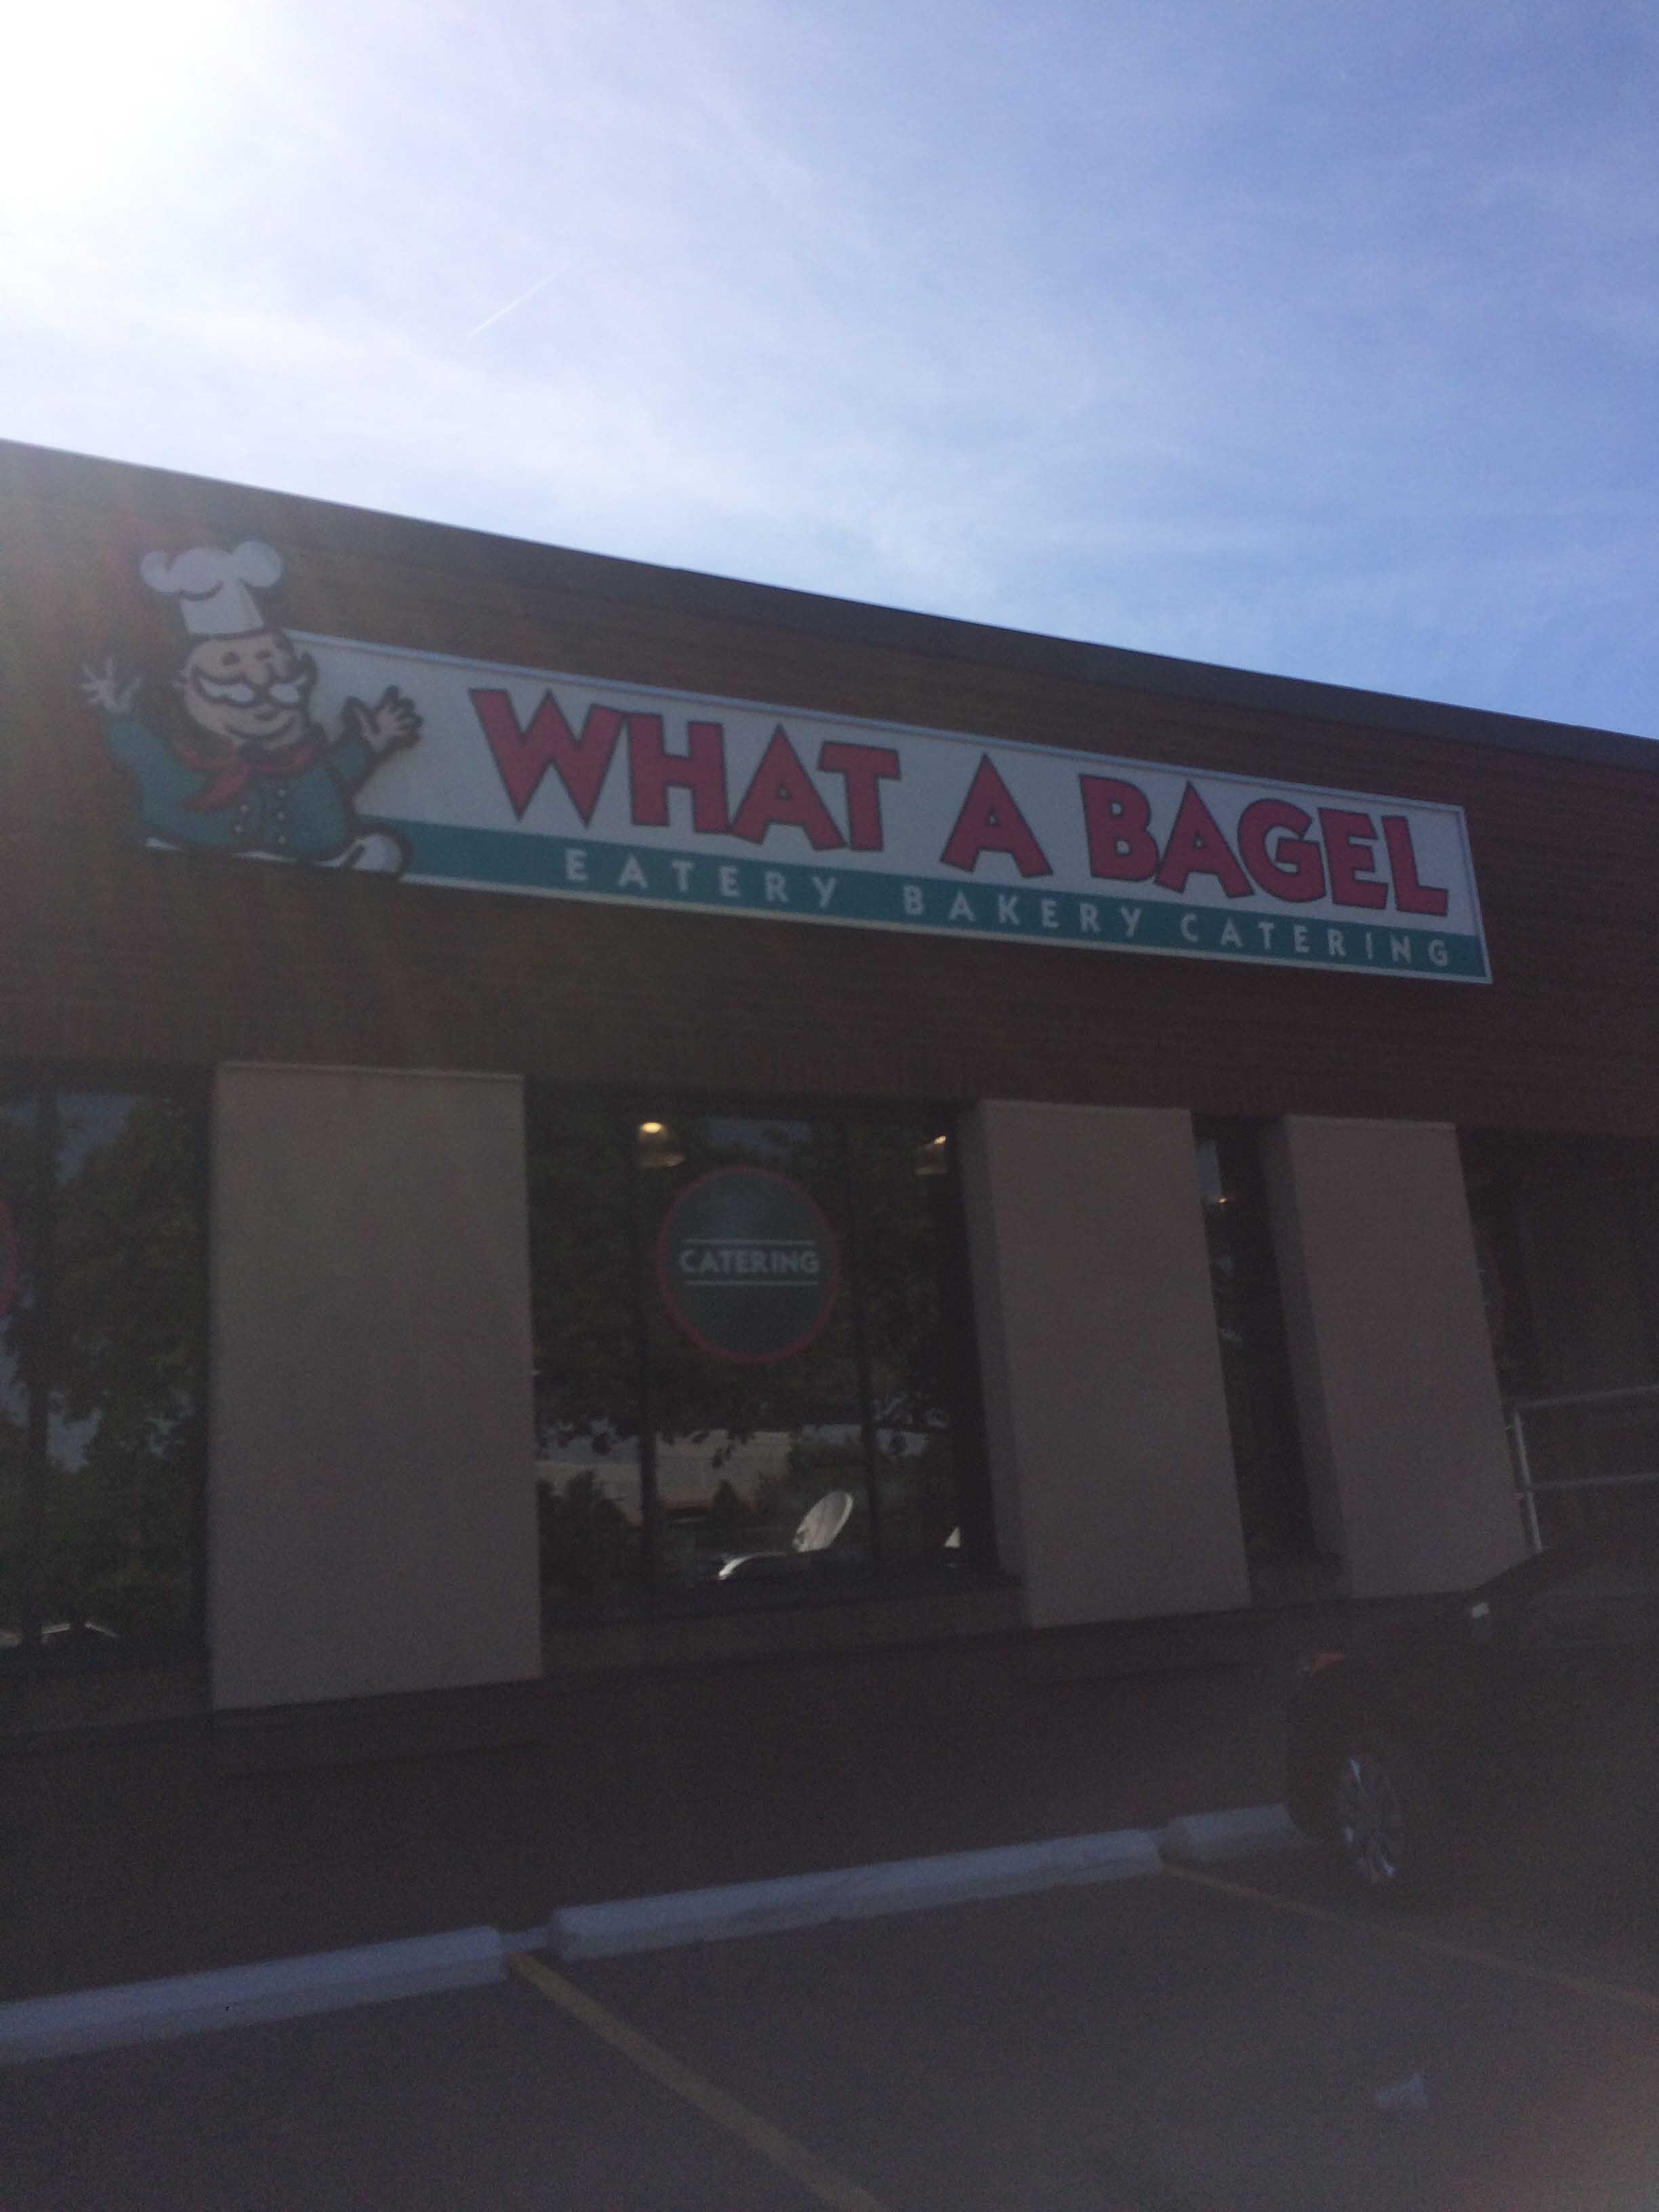 WHAT A BAGEL
EATERY BAKERY CATERING
CATERING